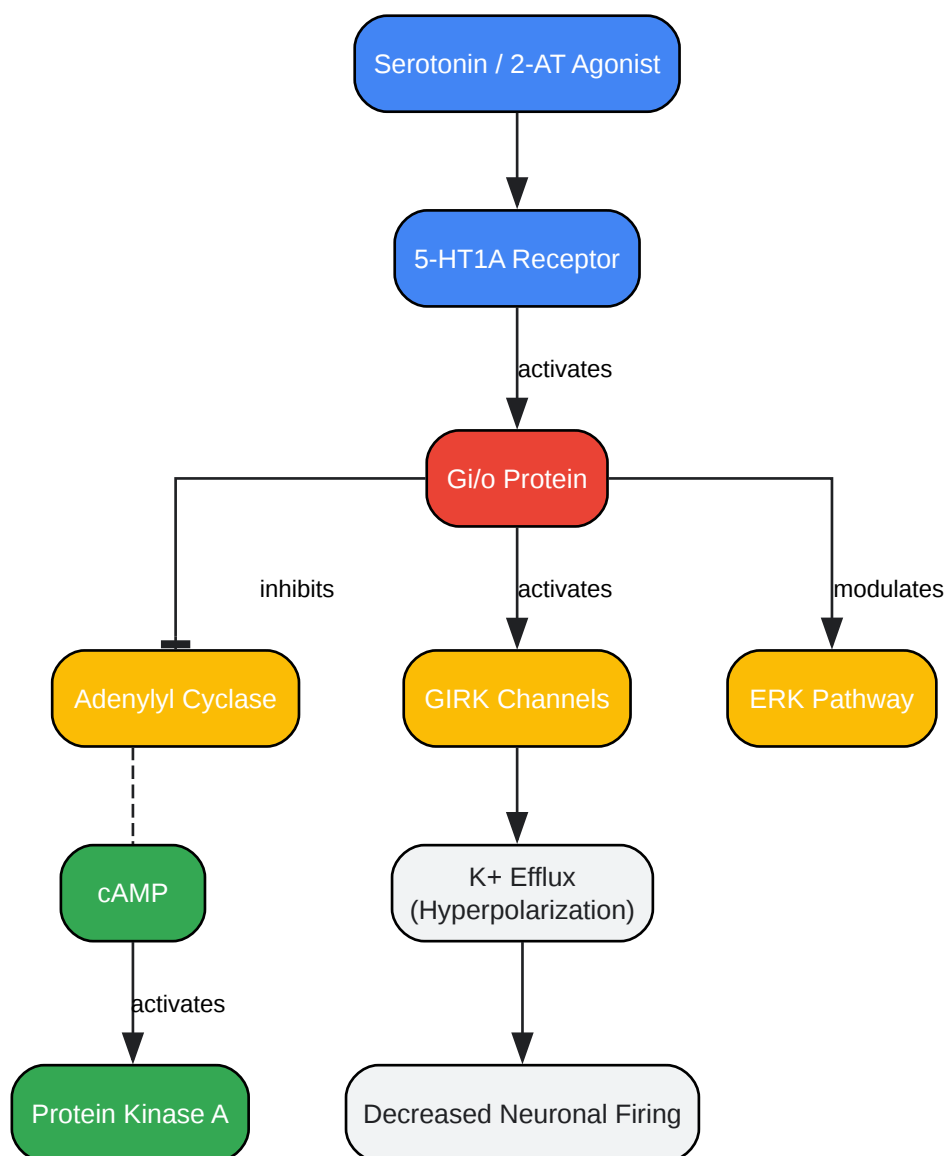 Serotonin / 2-AT Agonist
5-HT1A Receptor
activates
Gi/o Protein
inhibits
activates
modulates
Adenylyl Cyclase
GIRK Channels
ERK Pathway
cAMP
K+ Efflux
(Hyperpolarization)
activates
Protein Kinase A
Decreased Neuronal Firing